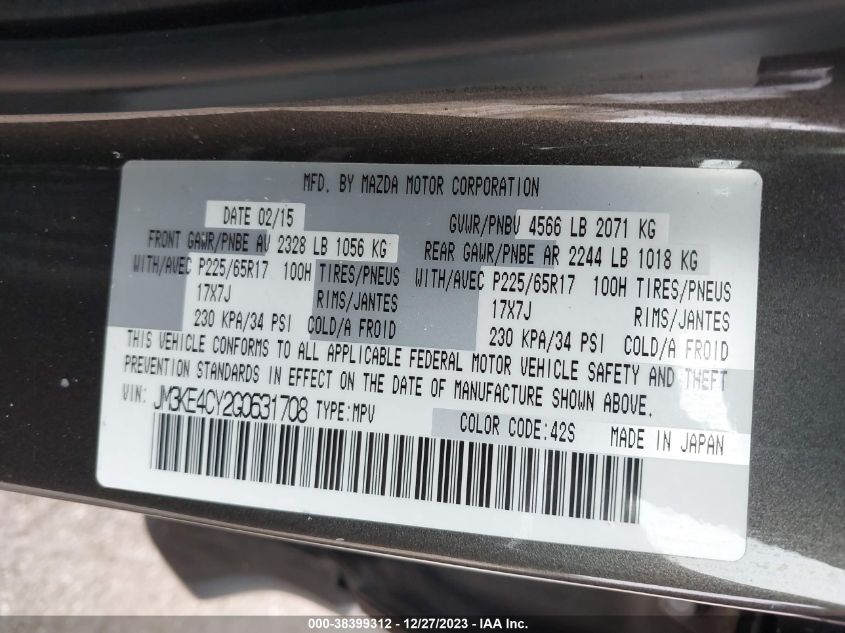 MFD. BY MAZDA MOTOR CORPORATION
DATE 02/15 GVWR/PNBV 4566 LB 2071 KG
FRONT GAWR/PNBE AV 2328 LB 1056 KG REAR GAWR/PNBE AR 2244 LB 1018 KG
WITH/AVEC P225/65R17 100H TIRES/PNEUS WITH/AVEC P225/65R17 100H TIRES/PNEUS
17X7J RIMS/JANTES 17X7J RIMS/JANTES
230 KPA/34 PSI COLD/A FROID 230 KPA/34 PSI COLD/A FROID
THIS VEHICLE CONFORMS TO ALL APPLICABLE FEDERAL MOTOR VEHICLE SAFETY AND THEFT
PREVENTION STANDARDS IN EFFECT ON THE DATE OF MANUFACTURE SHOWN ABOVE.
VIN: JM3KE4CY2G0631708 TYPE:MPV
COLOR CODE:42S MADE IN JAPAN
000-38399312 - 12/27/2023 - IAA Inc.